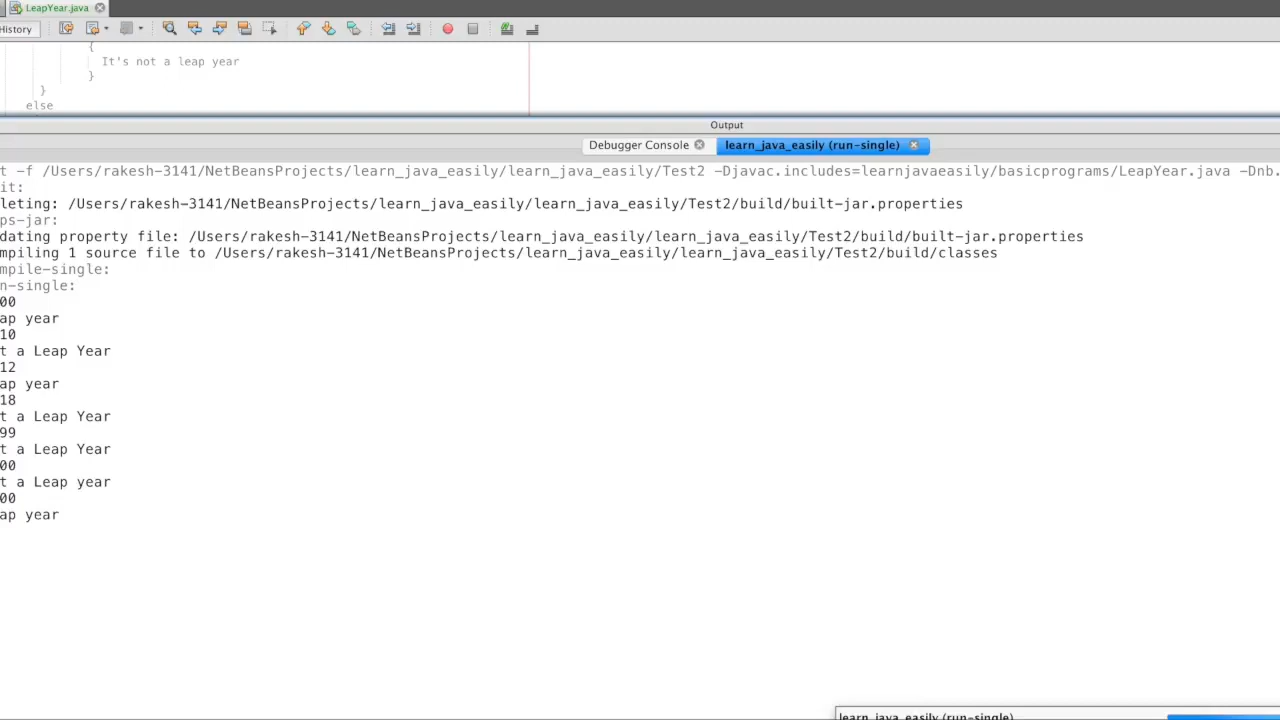 LeapYear.java
History
{
It's not a leap year
}
}
else
Output
Debugger Console
learn_java_easily (run-single)
t -f /Users/rakesh-3141/NetBeansProjects/learn_java_easily/learn_java_easily/Test2 -Djavac.includes=learnjavaeasily/basicprograms/LeapYear.java -Dnb.
it:
leting: /Users/rakesh-3141/NetBeansProjects/learn_java_easily/learn_java_easily/Test2/build/built-jar.properties
ps-jar:
dating property file: /Users/rakesh-3141/NetBeansProjects/learn_java_easily/learn_java_easily/Test2/build/built-jar.properties
mpiling 1 source file to /Users/rakesh-3141/NetBeansProjects/learn_java_easily/learn_java_easily/Test2/build/classes
mpile-single:
n-single:
00
ap year
10
t a Leap Year
12
ap year
18
t a Leap Year
99
t a Leap Year
00
t a Leap year
00
ap year
learn_java_easily (run-single)